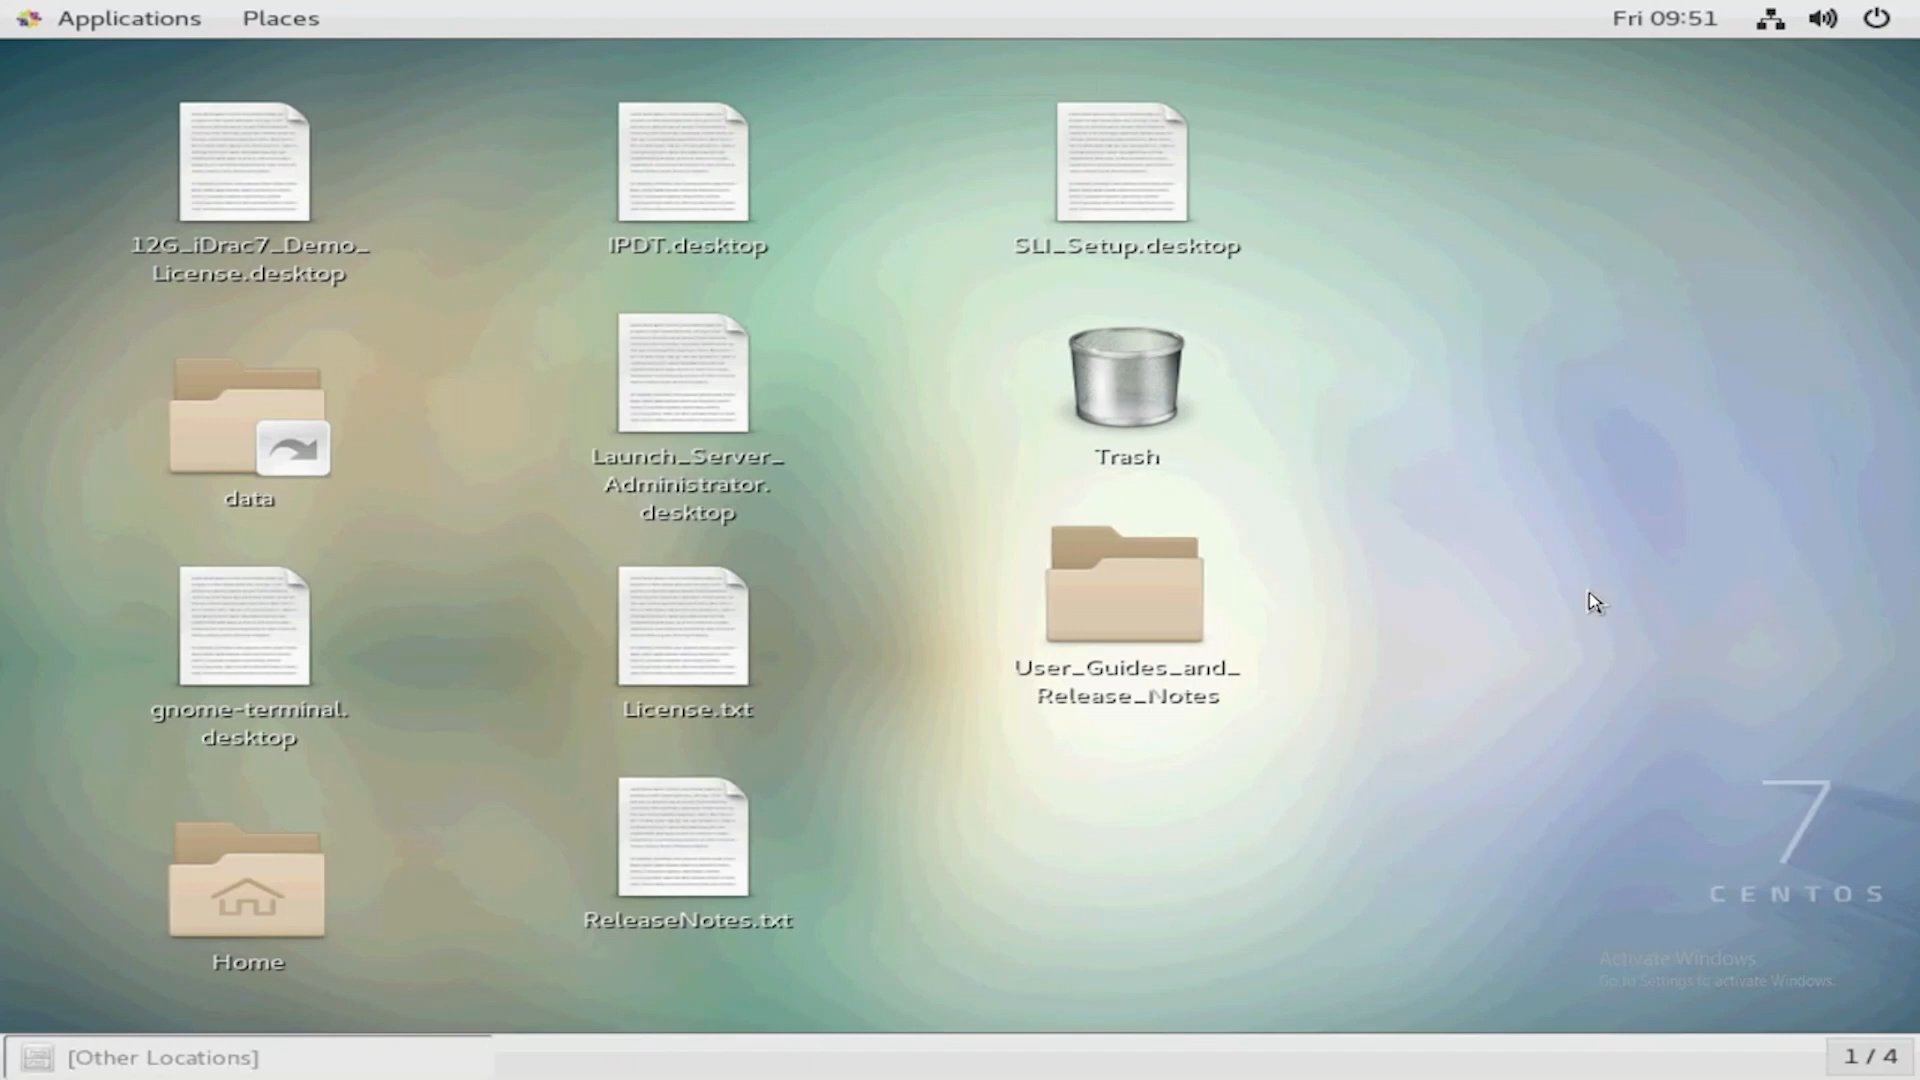 Applications Places Fri 09:51
12G_iDrac7_Demo_
License.desktop
IPDT.desktop
SLI_Setup.desktop
data
Launch_Server_
Administrator.
desktop
Trash
gnome-terminal.
desktop
License.txt
User_Guides_and_
Release_Notes
Home
ReleaseNotes.txt
7
CENTOS
Activate Windows
Go to Settings to activate Windows.
[Other Locations] 1 / 4